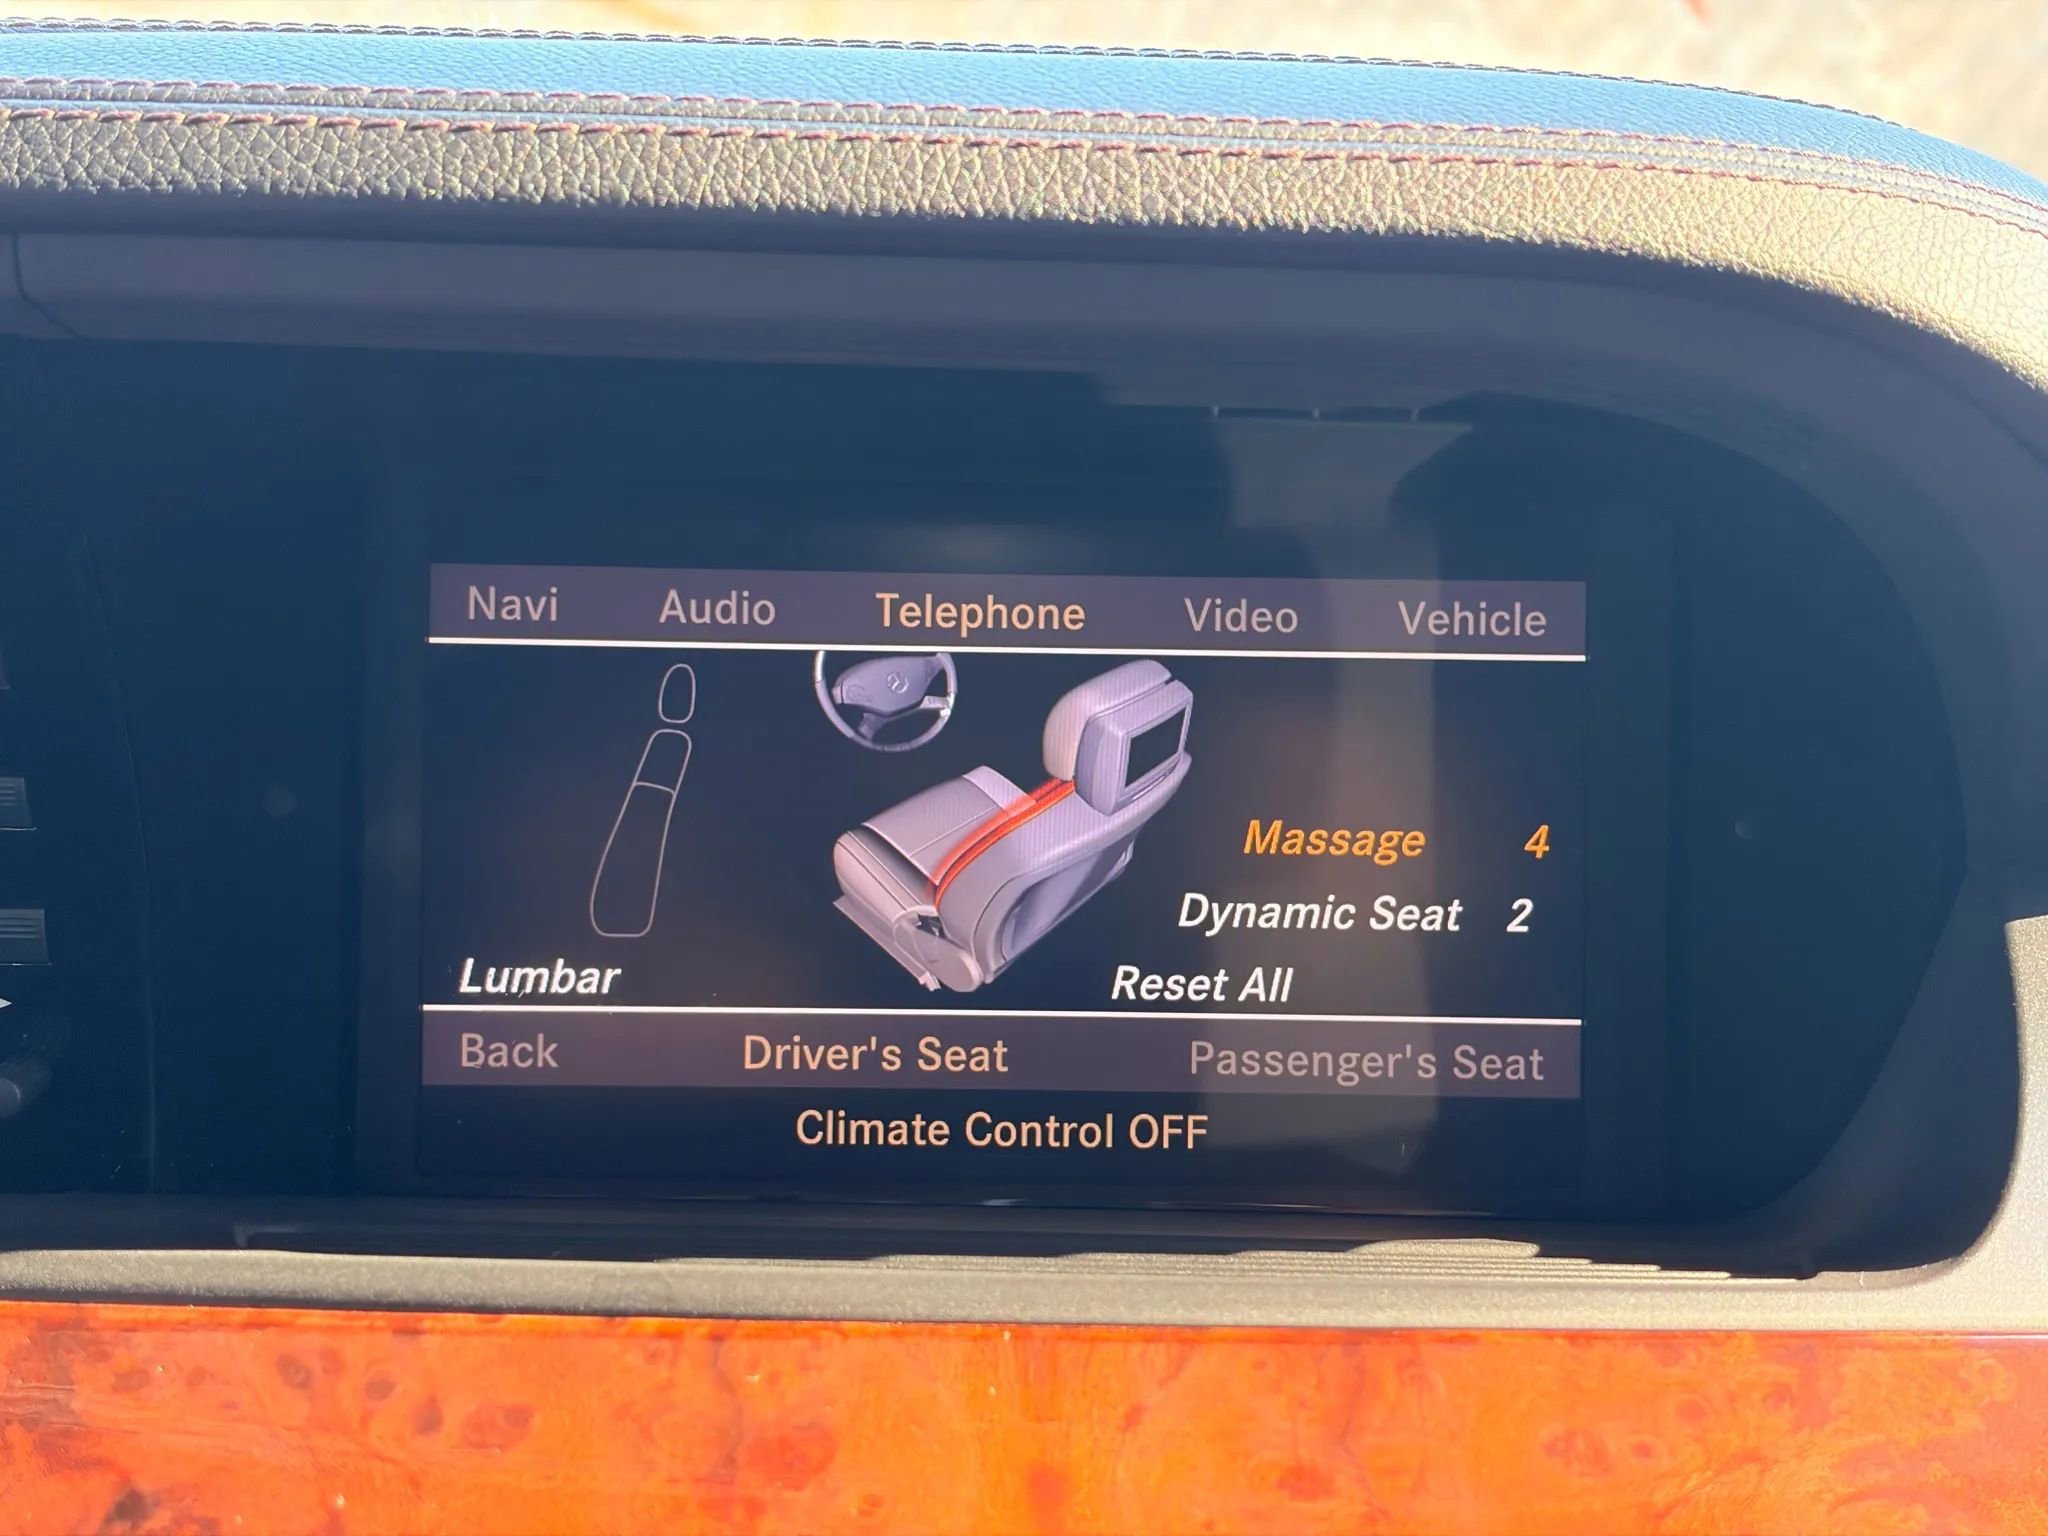 Navi Audio Telephone Video Vehicle
Massage 4
Dynamic Seat 2
Lumbar Reset All
Back Driver's Seat Passenger's Seat
Climate Control OFF